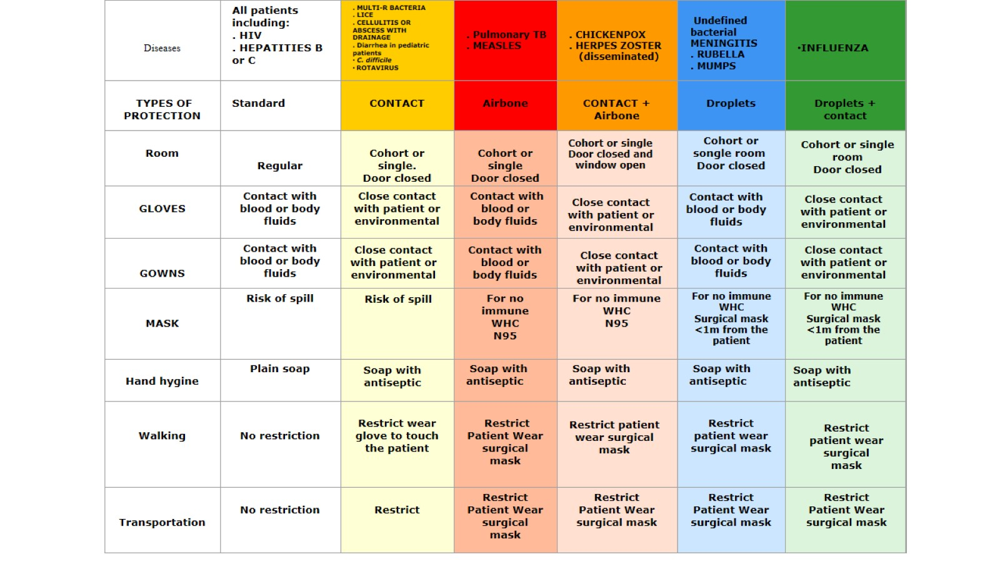 Diseases
All patients
including:
. HIV
. HEPATITIES B
or C
. MULTI-R BACTERIA
. LICE
. CELLULITIS OR
ABSCESS WITH
DRAINAGE
. Diarrhea in pediatric
patients
• C. difficile
• ROTAVIRUS
. Pulmonary TB
. MEASLES
. CHICKENPOX
. HERPES ZOSTER
(disseminated)
Undefined
bacterial
MENINGITIS
. RUBELLA
. MUMPS
•INFLUENZA
TYPES OF
PROTECTION
Standard
CONTACT
Airbone
CONTACT +
Airbone
Droplets
Droplets +
contact
Room
Regular
Cohort or
single.
Door closed
Cohort or
single
Door closed
Cohort or single
Door closed and
window open
Cohort or
songle room
Door closed
Cohort or single
room
Door closed
GLOVES
Contact with
blood or body
fluids
Close contact
with patient or
environmental
Contact with
blood or
body fluids
Close contact
with patient or
environmental
Contact with
blood or body
fluids
Close contact
with patient or
environmental
GOWNS
Contact with
blood or body
fluids
Close contact
with patient or
environmental
Contact with
blood or
body fluids
Close contact
with patient or
environmental
Contact with
blood or body
fluids
Close contact
with patient or
environmental
MASK
Risk of spill
Risk of spill
For no
immune
WHC
N95
For no immune
WHC
N95
For no immune
WHC
Surgical mask
<1m from the
patient
For no immune
WHC
Surgical mask
<1m from the
patient
Hand hygine
Plain soap
Soap with
antiseptic
Soap with
antiseptic
Soap with
antiseptic
Soap with
antiseptic
Soap with
antiseptic
Walking
No restriction
Restrict wear
glove to touch
the patient
Restrict
Patient Wear
surgical
mask
Restrict patient
wear surgical
mask
Restrict
patient wear
surgical mask
Restrict
patient wear
surgical
mask
Transportation
No restriction
Restrict
Restrict
Patient Wear
surgical
mask
Restrict
Patient Wear
surgical mask
Restrict
Patient Wear
surgical mask
Restrict
Patient Wear
surgical mask